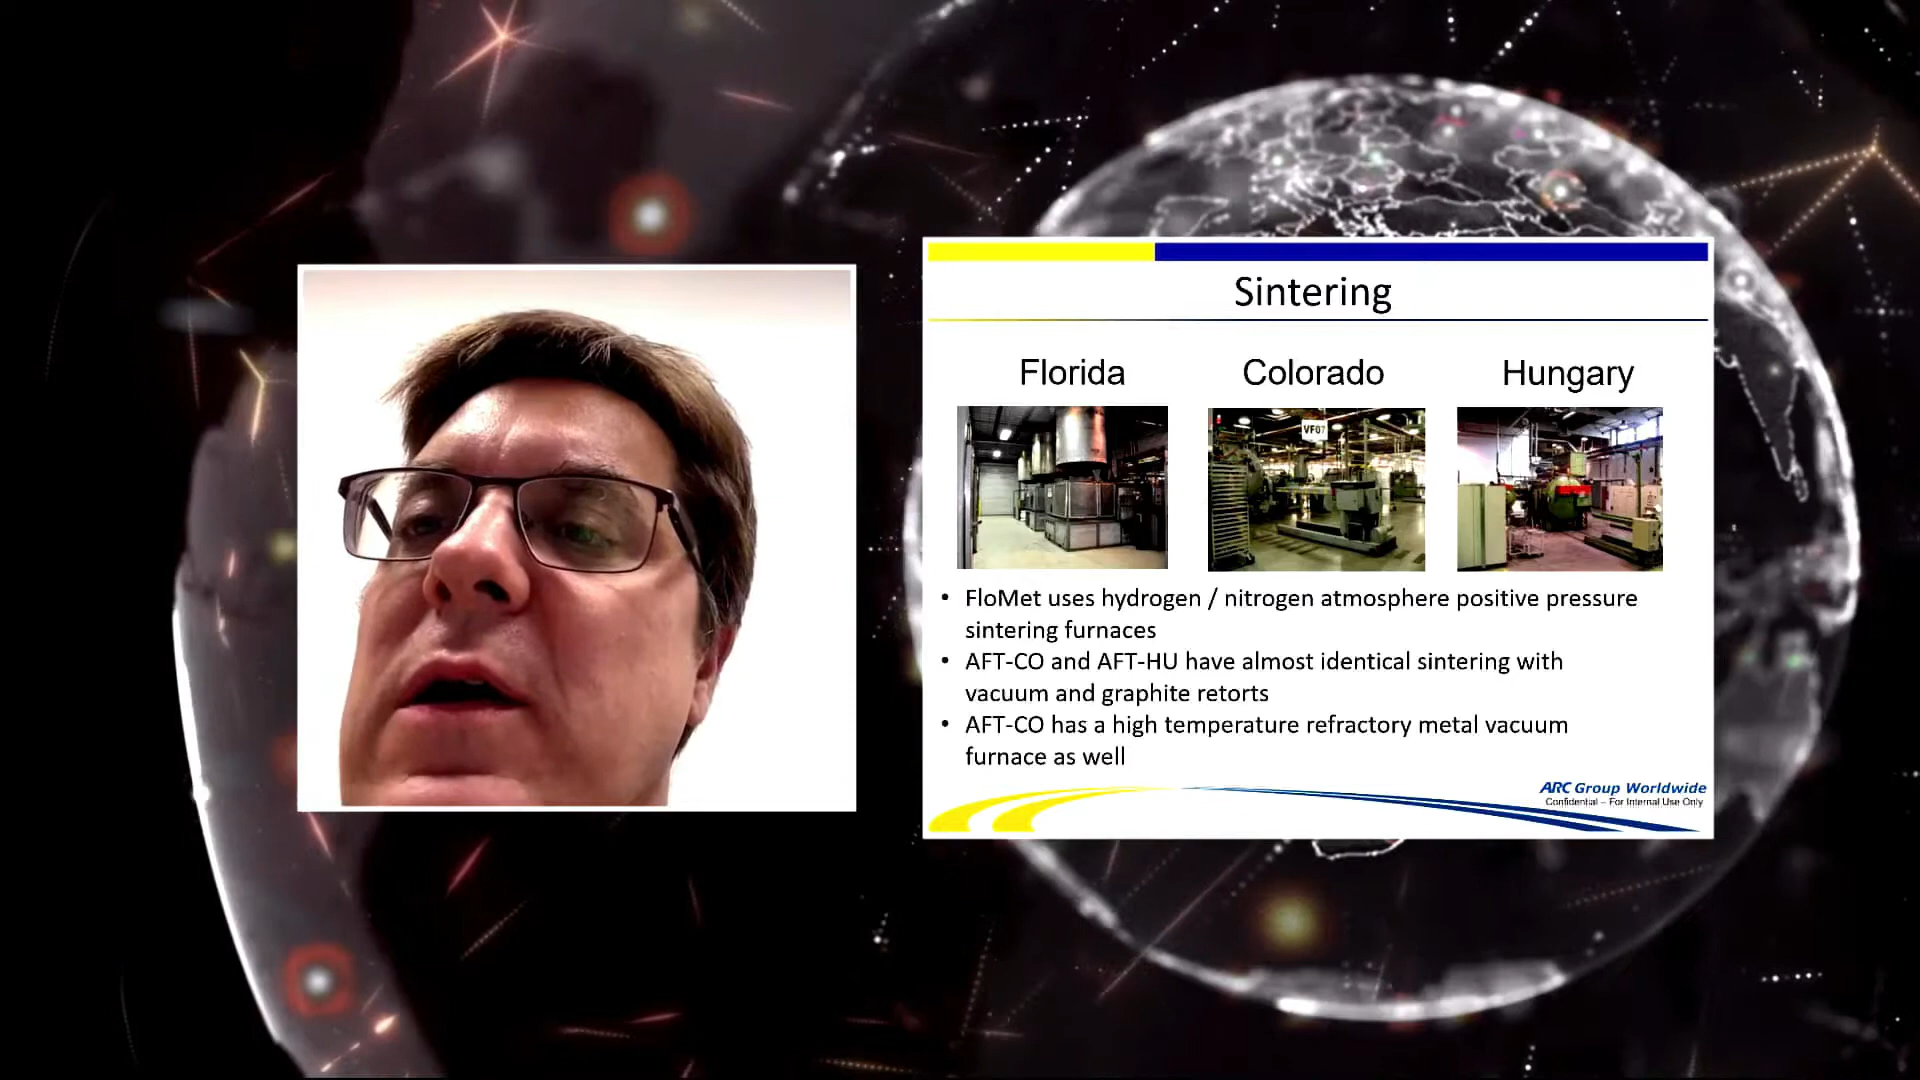 Sintering
Florida
Colorado
Hungary
VF07
• FloMet uses hydrogen / nitrogen atmosphere positive pressure
sintering furnaces
• AFT-CO and AFT-HU have almost identical sintering with
vacuum and graphite retorts
• AFT-CO has a high temperature refractory metal vacuum
furnace as well
ARC Group Worldwide
Confidential – For Internal Use Only